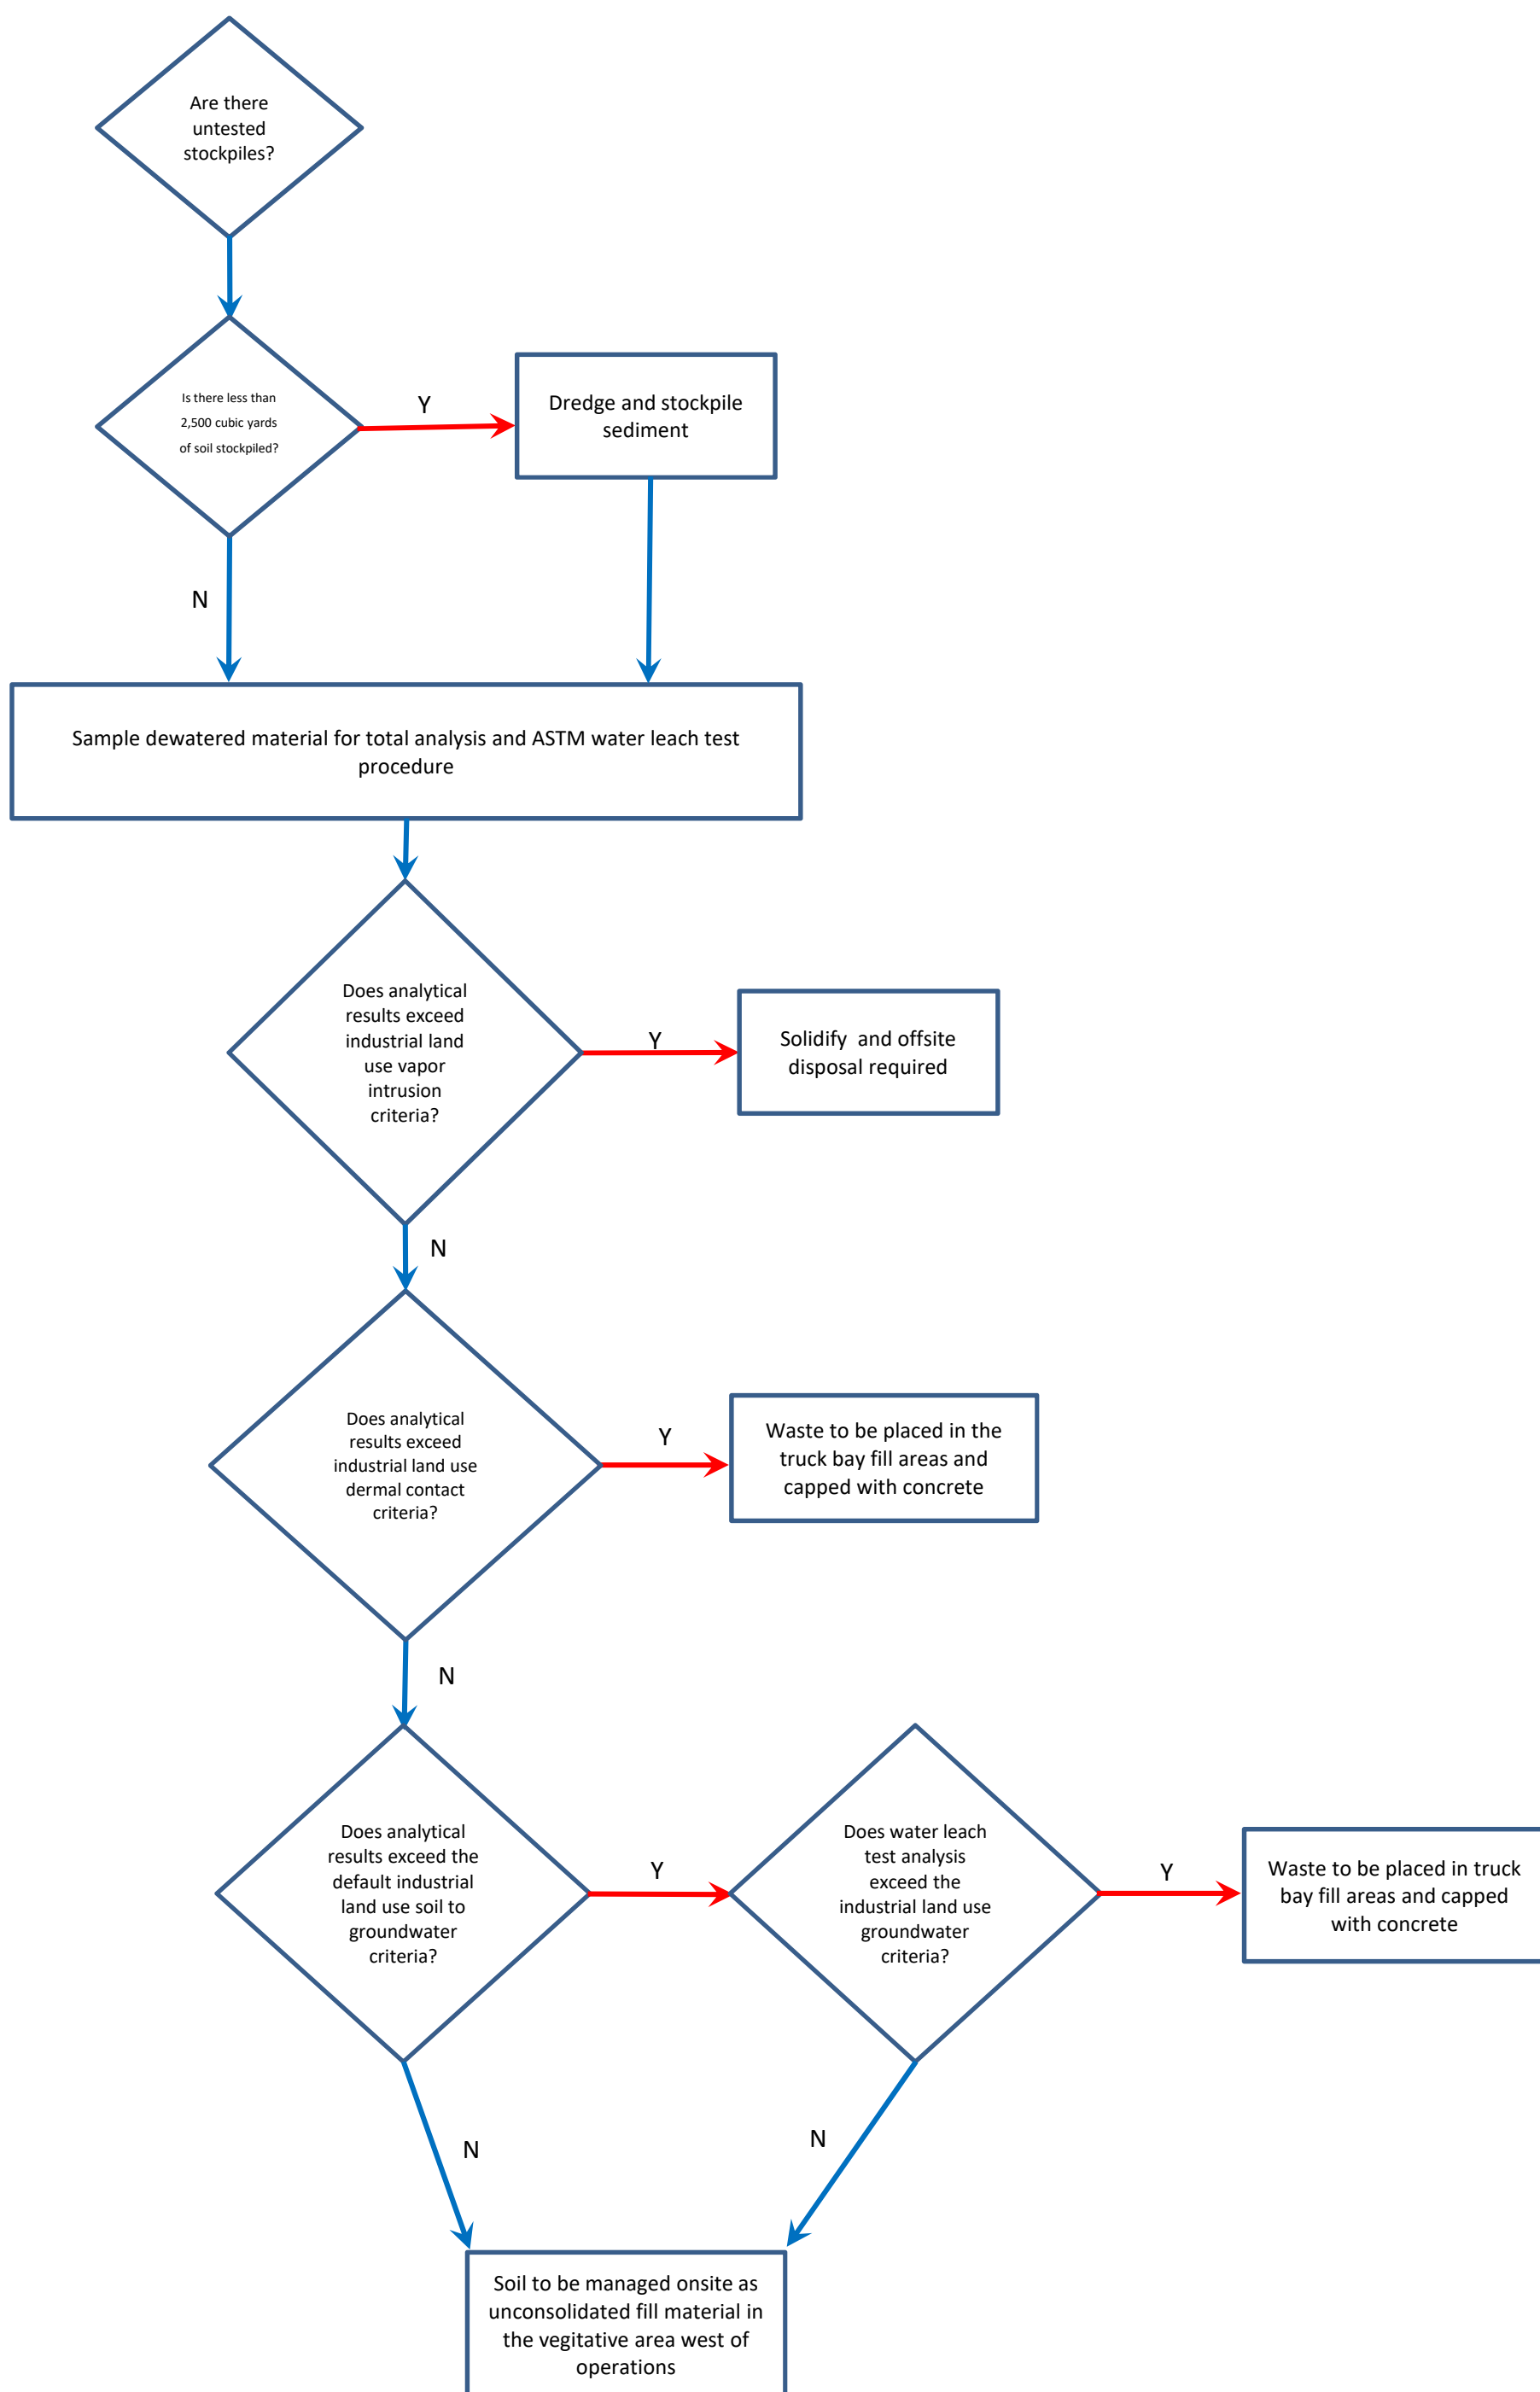 Are there
untested
stockpiles?
Is there less than
2,500 cubic yards
of soil stockpiled?
Y
Dredge and stockpile
sediment
N
Sample dewatered material for total analysis and ASTM water leach test
procedure
Does analytical
results exceed
industrial land
use vapor
intrusion
criteria?
Y
Solidify and offsite
disposal required
N
Does analytical
results exceed
industrial land use
dermal contact
criteria?
Y
Waste to be placed in the
truck bay fill areas and
capped with concrete
N
Does analytical
results exceed the
default industrial
land use soil to
groundwater
criteria?
Y
Does water leach
test analysis
exceed the
industrial land use
groundwater
criteria?
Y
Waste to be placed in truck
bay fill areas and capped
with concrete
N
N
Soil to be managed onsite as
unconsolidated fill material in
the vegitative area west of
operations